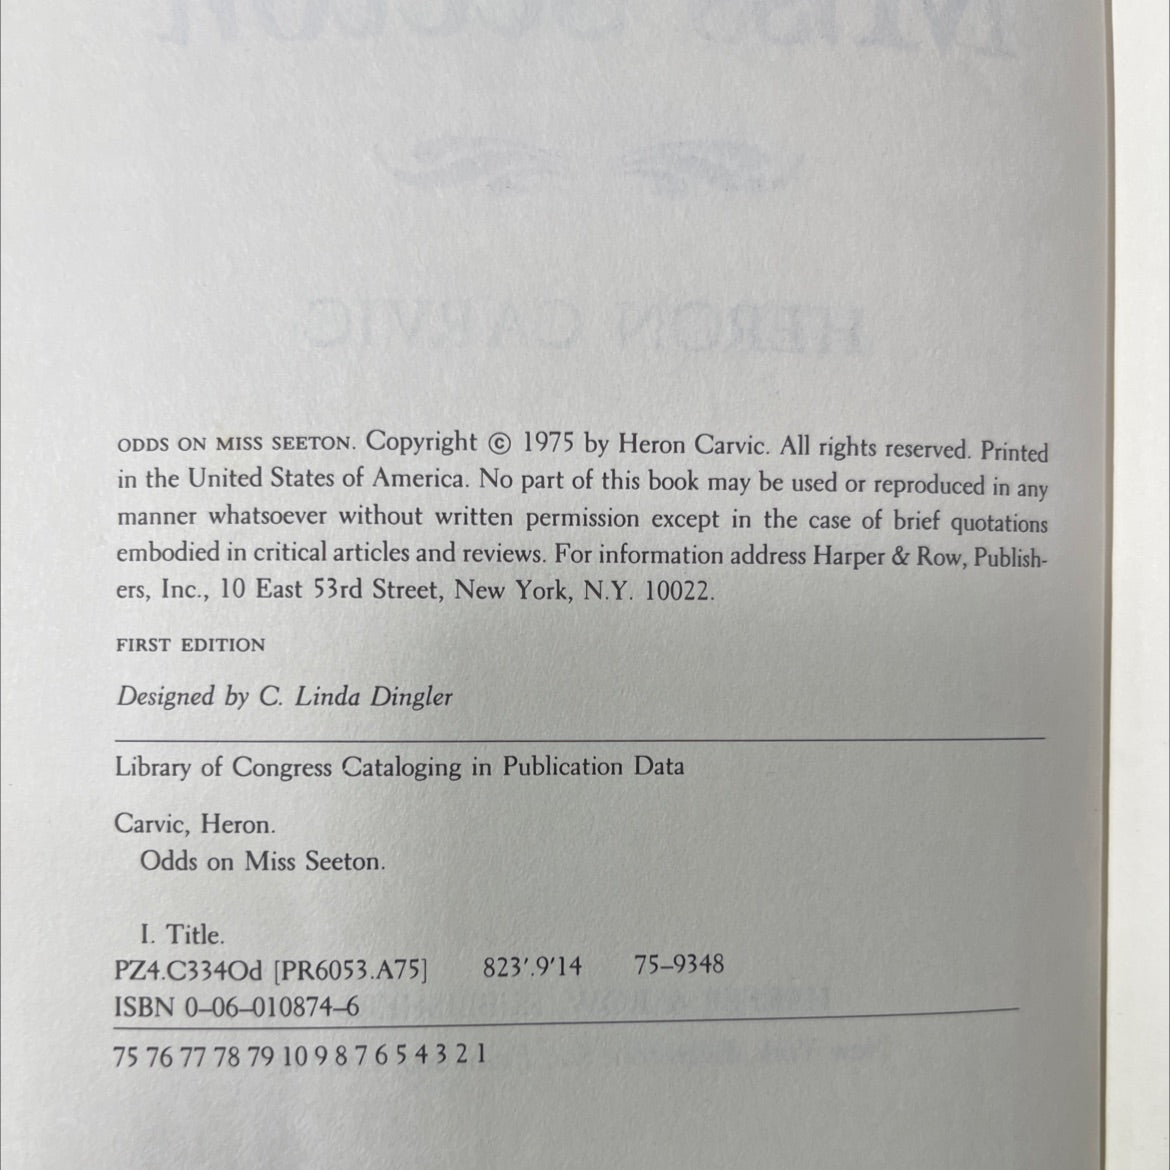 ODDS ON MISS SEETON. Copyright © 1975 by Heron Carvic. All rights reserved. Printed
in the United States of America. No part of this book may be used or reproduced in any
manner whatsoever without written permission except in the case of brief quotations
embodied in critical articles and reviews. For information address Harper & Row, Publish-
ers, Inc., 10 East 53rd Street, New York, N.Y. 10022.
FIRST EDITION
Designed by C. Linda Dingler
Library of Congress Cataloging in Publication Data
Carvic, Heron.
Odds on Miss Seeton.
I. Title.
PZ4.C334Od [PR6053.A75] 823'.9'14 75–9348
ISBN 0–06–010874–6
75 76 77 78 79 10 9 8 7 6 5 4 3 2 1